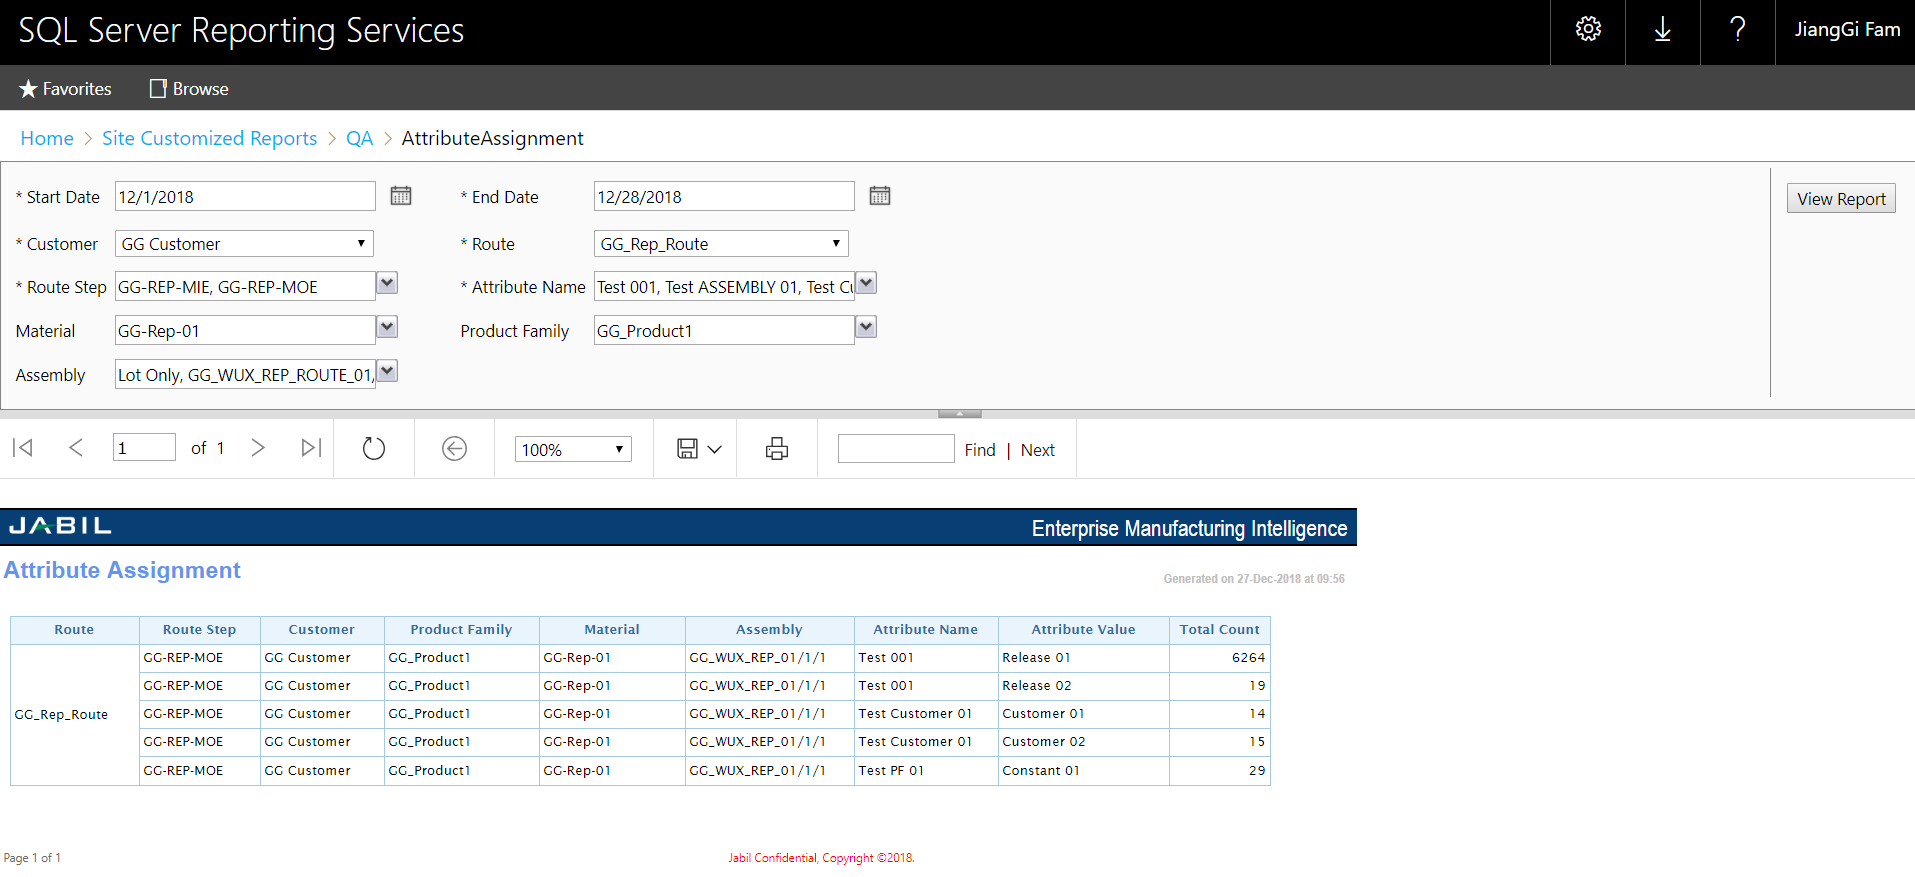 SQL Server Reporting Services
JiangGi Fam
Favorites Browse
Home > Site Customized Reports > QA > AttributeAssignment
* Start Date 12/1/2018 * End Date 12/28/2018 View Report
* Customer GG Customer * Route GG_Rep_Route
* Route Step GG-REP-MIE, GG-REP-MOE * Attribute Name Test 001, Test ASSEMBLY 01, Test Cu
Material GG-Rep-01 Product Family GG_Product1
Assembly Lot Only, GG_WUX_REP_ROUTE_01,
1 of 1 100% Find | Next
JABIL Enterprise Manufacturing Intelligence
Attribute Assignment
Generated on 27-Dec-2018 at 09:56
Route Route Step Customer Product Family Material Assembly Attribute Name Attribute Value Total Count
GG-REP-MOE GG Customer GG_Product1 GG-Rep-01 GG_WUX_REP_01/1/1 Test 001 Release 01 6264
GG-REP-MOE GG Customer GG_Product1 GG-Rep-01 GG_WUX_REP_01/1/1 Test 001 Release 02 19
GG_Rep_Route GG-REP-MOE GG Customer GG_Product1 GG-Rep-01 GG_WUX_REP_01/1/1 Test Customer 01 Customer 01 14
GG-REP-MOE GG Customer GG_Product1 GG-Rep-01 GG_WUX_REP_01/1/1 Test Customer 01 Customer 02 15
GG-REP-MOE GG Customer GG_Product1 GG-Rep-01 GG_WUX_REP_01/1/1 Test PF 01 Constant 01 29
Page 1 of 1 Jabil Confidential, Copyright ©2018.